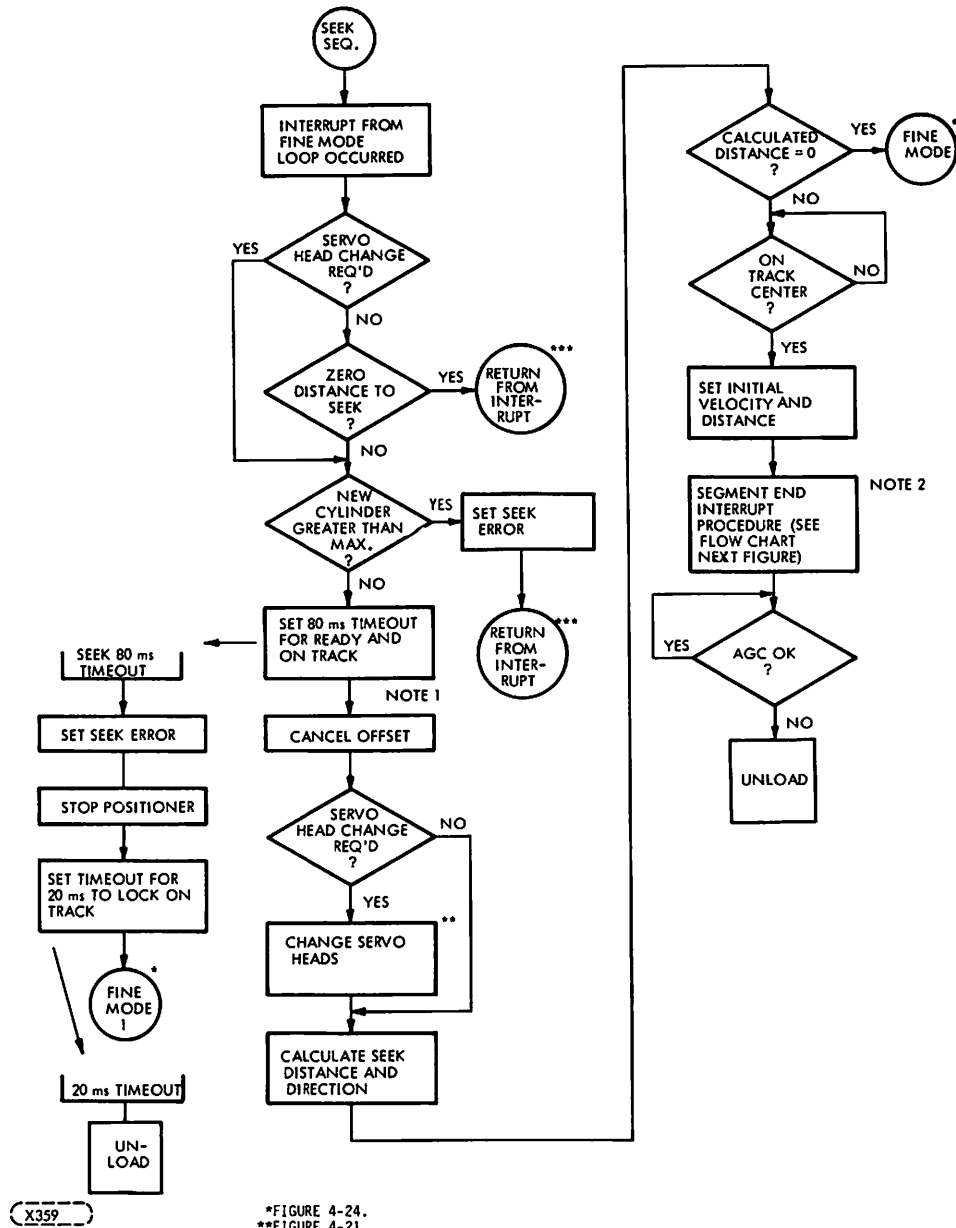 SEEK
SEQ.
INTERRUPT FROM
FINE MODE
LOOP OCCURRED
SERVO
HEAD CHANGE
REQ'D
?
YES
NO
ZERO
DISTANCE TO
SEEK
?
YES
***
RETURN
FROM
INTER-
RUPT
NO
NEW
CYLINDER
GREATER THAN
MAX.
?
YES
SET SEEK
ERROR
***
RETURN
FROM
INTER-
RUPT
NO
SET 80 ms TIMEOUT
FOR READY AND
ON TRACK
NOTE 1
SEEK 80 ms
TIMEOUT
SET SEEK ERROR
STOP POSITIONER
SET TIMEOUT FOR
20 ms TO LOCK ON
TRACK
*
FINE
MODE
1
20 ms TIMEOUT
UN-
LOAD
CANCEL OFFSET
SERVO
HEAD CHANGE
REQ'D
?
NO
YES
**
CHANGE SERVO
HEADS
CALCULATE SEEK
DISTANCE AND
DIRECTION
CALCULATED
DISTANCE = 0
?
YES
*
FINE
MODE
NO
ON
TRACK
CENTER
?
NO
YES
SET INITIAL
VELOCITY AND
DISTANCE
NOTE 2
SEGMENT END
INTERRUPT
PROCEDURE (SEE
FLOW CHART
NEXT FIGURE)
AGC OK
?
YES
NO
UNLOAD
X359
*FIGURE 4-24.
**FIGURE 4-21